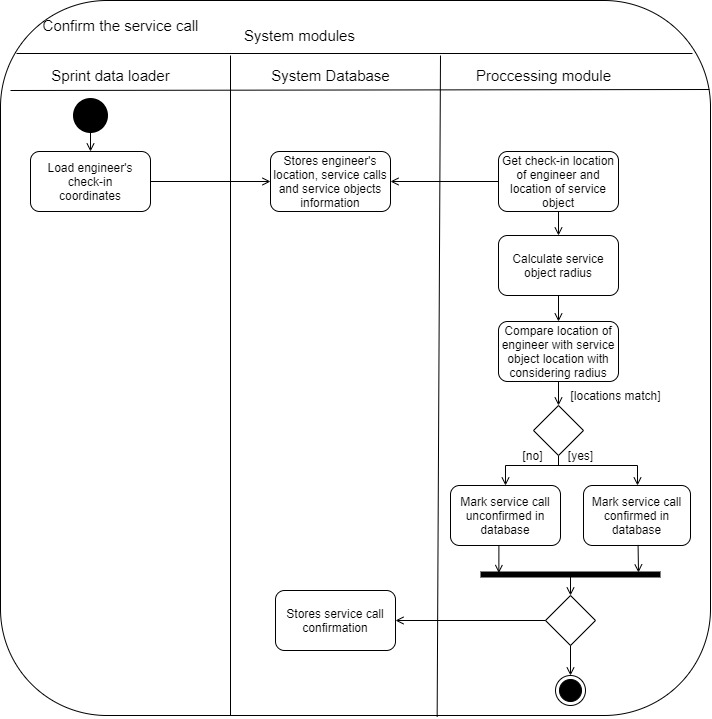 Confirm the service call
System modules
Sprint data loader
System Database
Proccessing module
Load engineer's
check-in
coordinates
Stores engineer's
location, service calls
and service objects
information
Get check-in location
of engineer and
location of service
object
Calculate service
object radius
Compare location of
engineer with service
object location with
considering radius
[locations match]
[no]
[yes]
Mark service call
unconfirmed in
database
Mark service call
confirmed in
database
Stores service call
confirmation